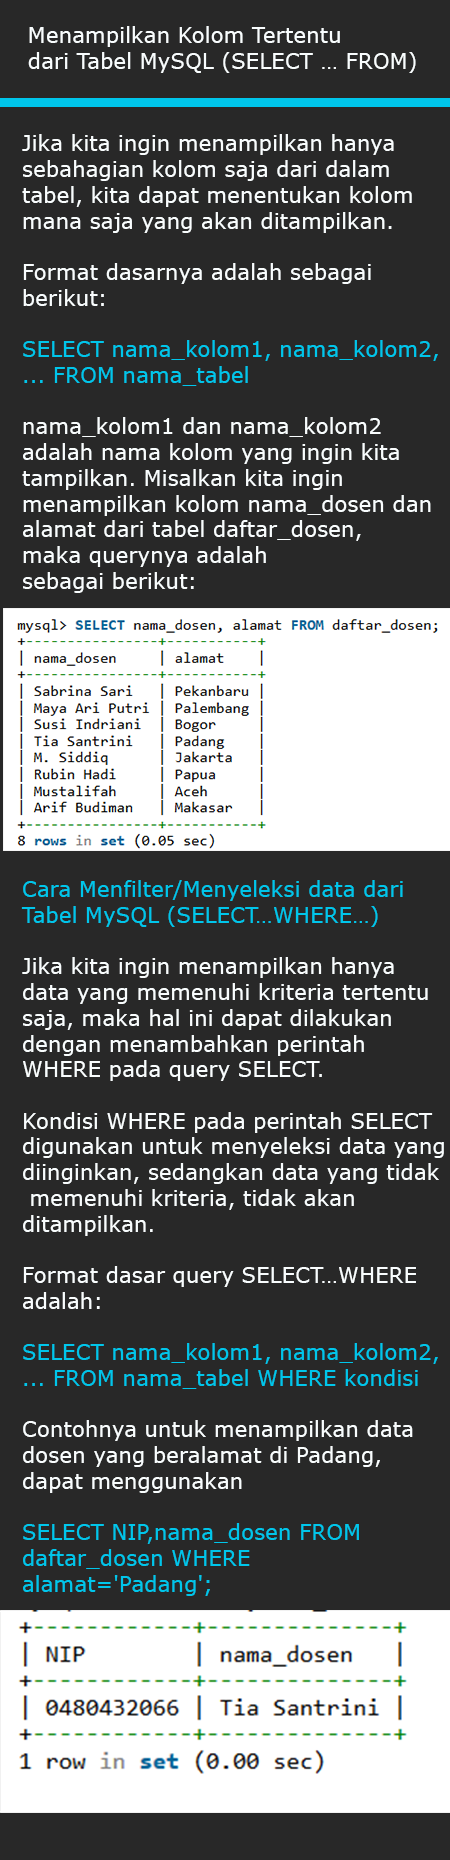 Menampilkan Kolom Tertentu
dari Tabel MySQL (SELECT ... FROM)
Jika kita ingin menampilkan hanya
sebahagian kolom saja dari dalam
tabel, kita dapat menentukan kolom
mana saja yang akan ditampilkan.
Format dasarnya adalah sebagai
berikut:
SELECT nama_kolom1, nama_kolom2,
... FROM nama_tabel
nama_kolom1 dan nama_kolom2
adalah nama kolom yang ingin kita
tampilkan. Misalkan kita ingin
menampilkan kolom nama_dosen dan
alamat dari tabel daftar_dosen,
maka querynya adalah
sebagai berikut:
mysql> SELECT nama_dosen, alamat FROM daftar_dosen;
+----------------+-----------+
| nama_dosen     | alamat    |
+----------------+-----------+
| Sabrina Sari   | Pekanbaru |
| Maya Ari Putri | Palembang |
| Susi Indriani  | Bogor     |
| Tia Santrini   | Padang    |
| M. Siddiq      | Jakarta   |
| Rubin Hadi     | Papua     |
| Mustalifah     | Aceh      |
| Arif Budiman   | Makasar   |
+----------------+-----------+
8 rows in set (0.05 sec)
Cara Menfilter/Menyeleksi data dari
Tabel MySQL (SELECT...WHERE...)
Jika kita ingin menampilkan hanya
data yang memenuhi kriteria tertentu
saja, maka hal ini dapat dilakukan
dengan menambahkan perintah
WHERE pada query SELECT.
Kondisi WHERE pada perintah SELECT
digunakan untuk menyeleksi data yang
diinginkan, sedangkan data yang tidak
memenuhi kriteria, tidak akan
ditampilkan.
Format dasar query SELECT...WHERE
adalah:
SELECT nama_kolom1, nama_kolom2,
... FROM nama_tabel WHERE kondisi
Contohnya untuk menampilkan data
dosen yang beralamat di Padang,
dapat menggunakan
SELECT NIP,nama_dosen FROM
daftar_dosen WHERE
alamat='Padang';
+------------+--------------+
| NIP        | nama_dosen   |
+------------+--------------+
| 0480432066 | Tia Santrini |
+------------+--------------+
1 row in set (0.00 sec)